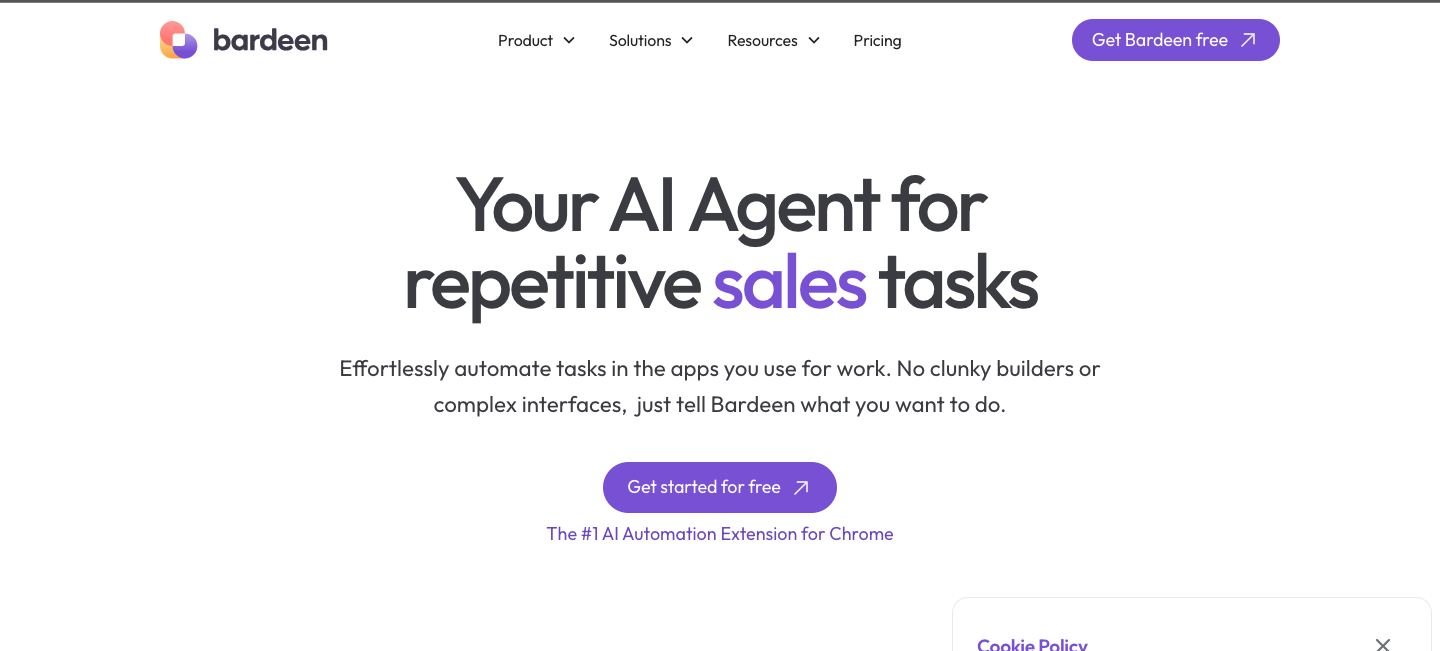 bardeen
Product
Solutions
Resources
Pricing
Get Bardeen free
Your AI Agent for
repetitive sales tasks
Effortlessly automate tasks in the apps you use for work. No clunky builders or
complex interfaces, just tell Bardeen what you want to do.
Get started for free
The #1 AI Automation Extension for Chrome
Cookie Policy